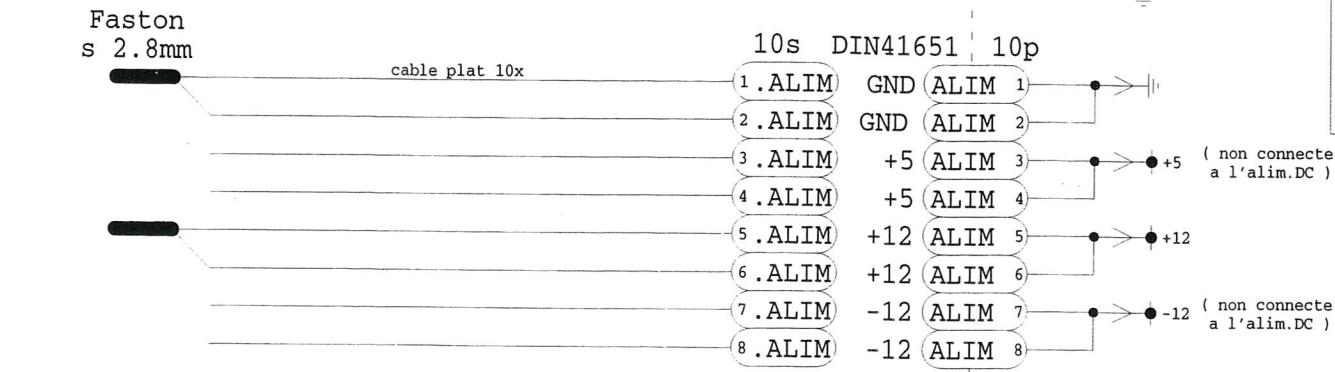 Faston
s 2.8mm
10s DIN41651 10p
cable plat 10x
1 .ALIM GND ALIM 1
2 .ALIM GND ALIM 2
3 .ALIM +5 ALIM 3 +5 ( non connecte
a l'alim.DC )
4 .ALIM +5 ALIM 4
5 .ALIM +12 ALIM 5 +12
6 .ALIM +12 ALIM 6
7 .ALIM -12 ALIM 7 -12 ( non connecte
a l'alim.DC )
8 .ALIM -12 ALIM 8